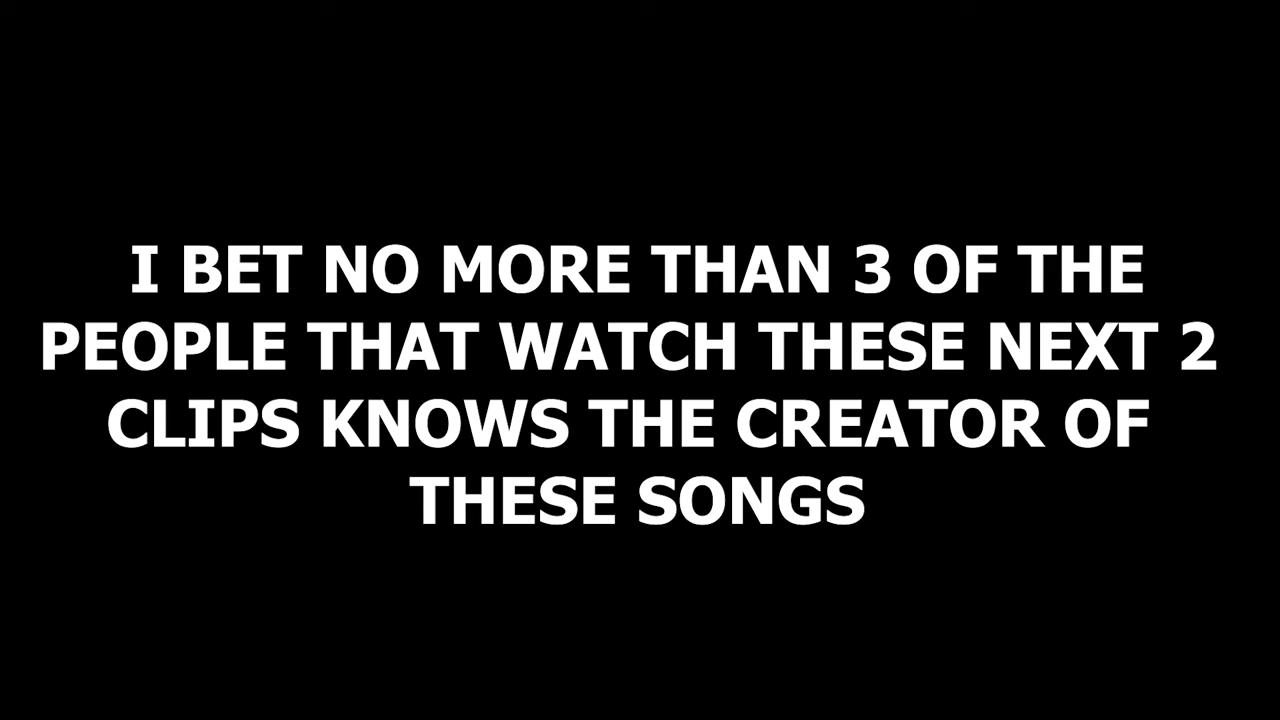 I BET NO MORE THAN 3 OF THE
PEOPLE THAT WATCH THESE NEXT 2
CLIPS KNOWS THE CREATOR OF
THESE SONGS